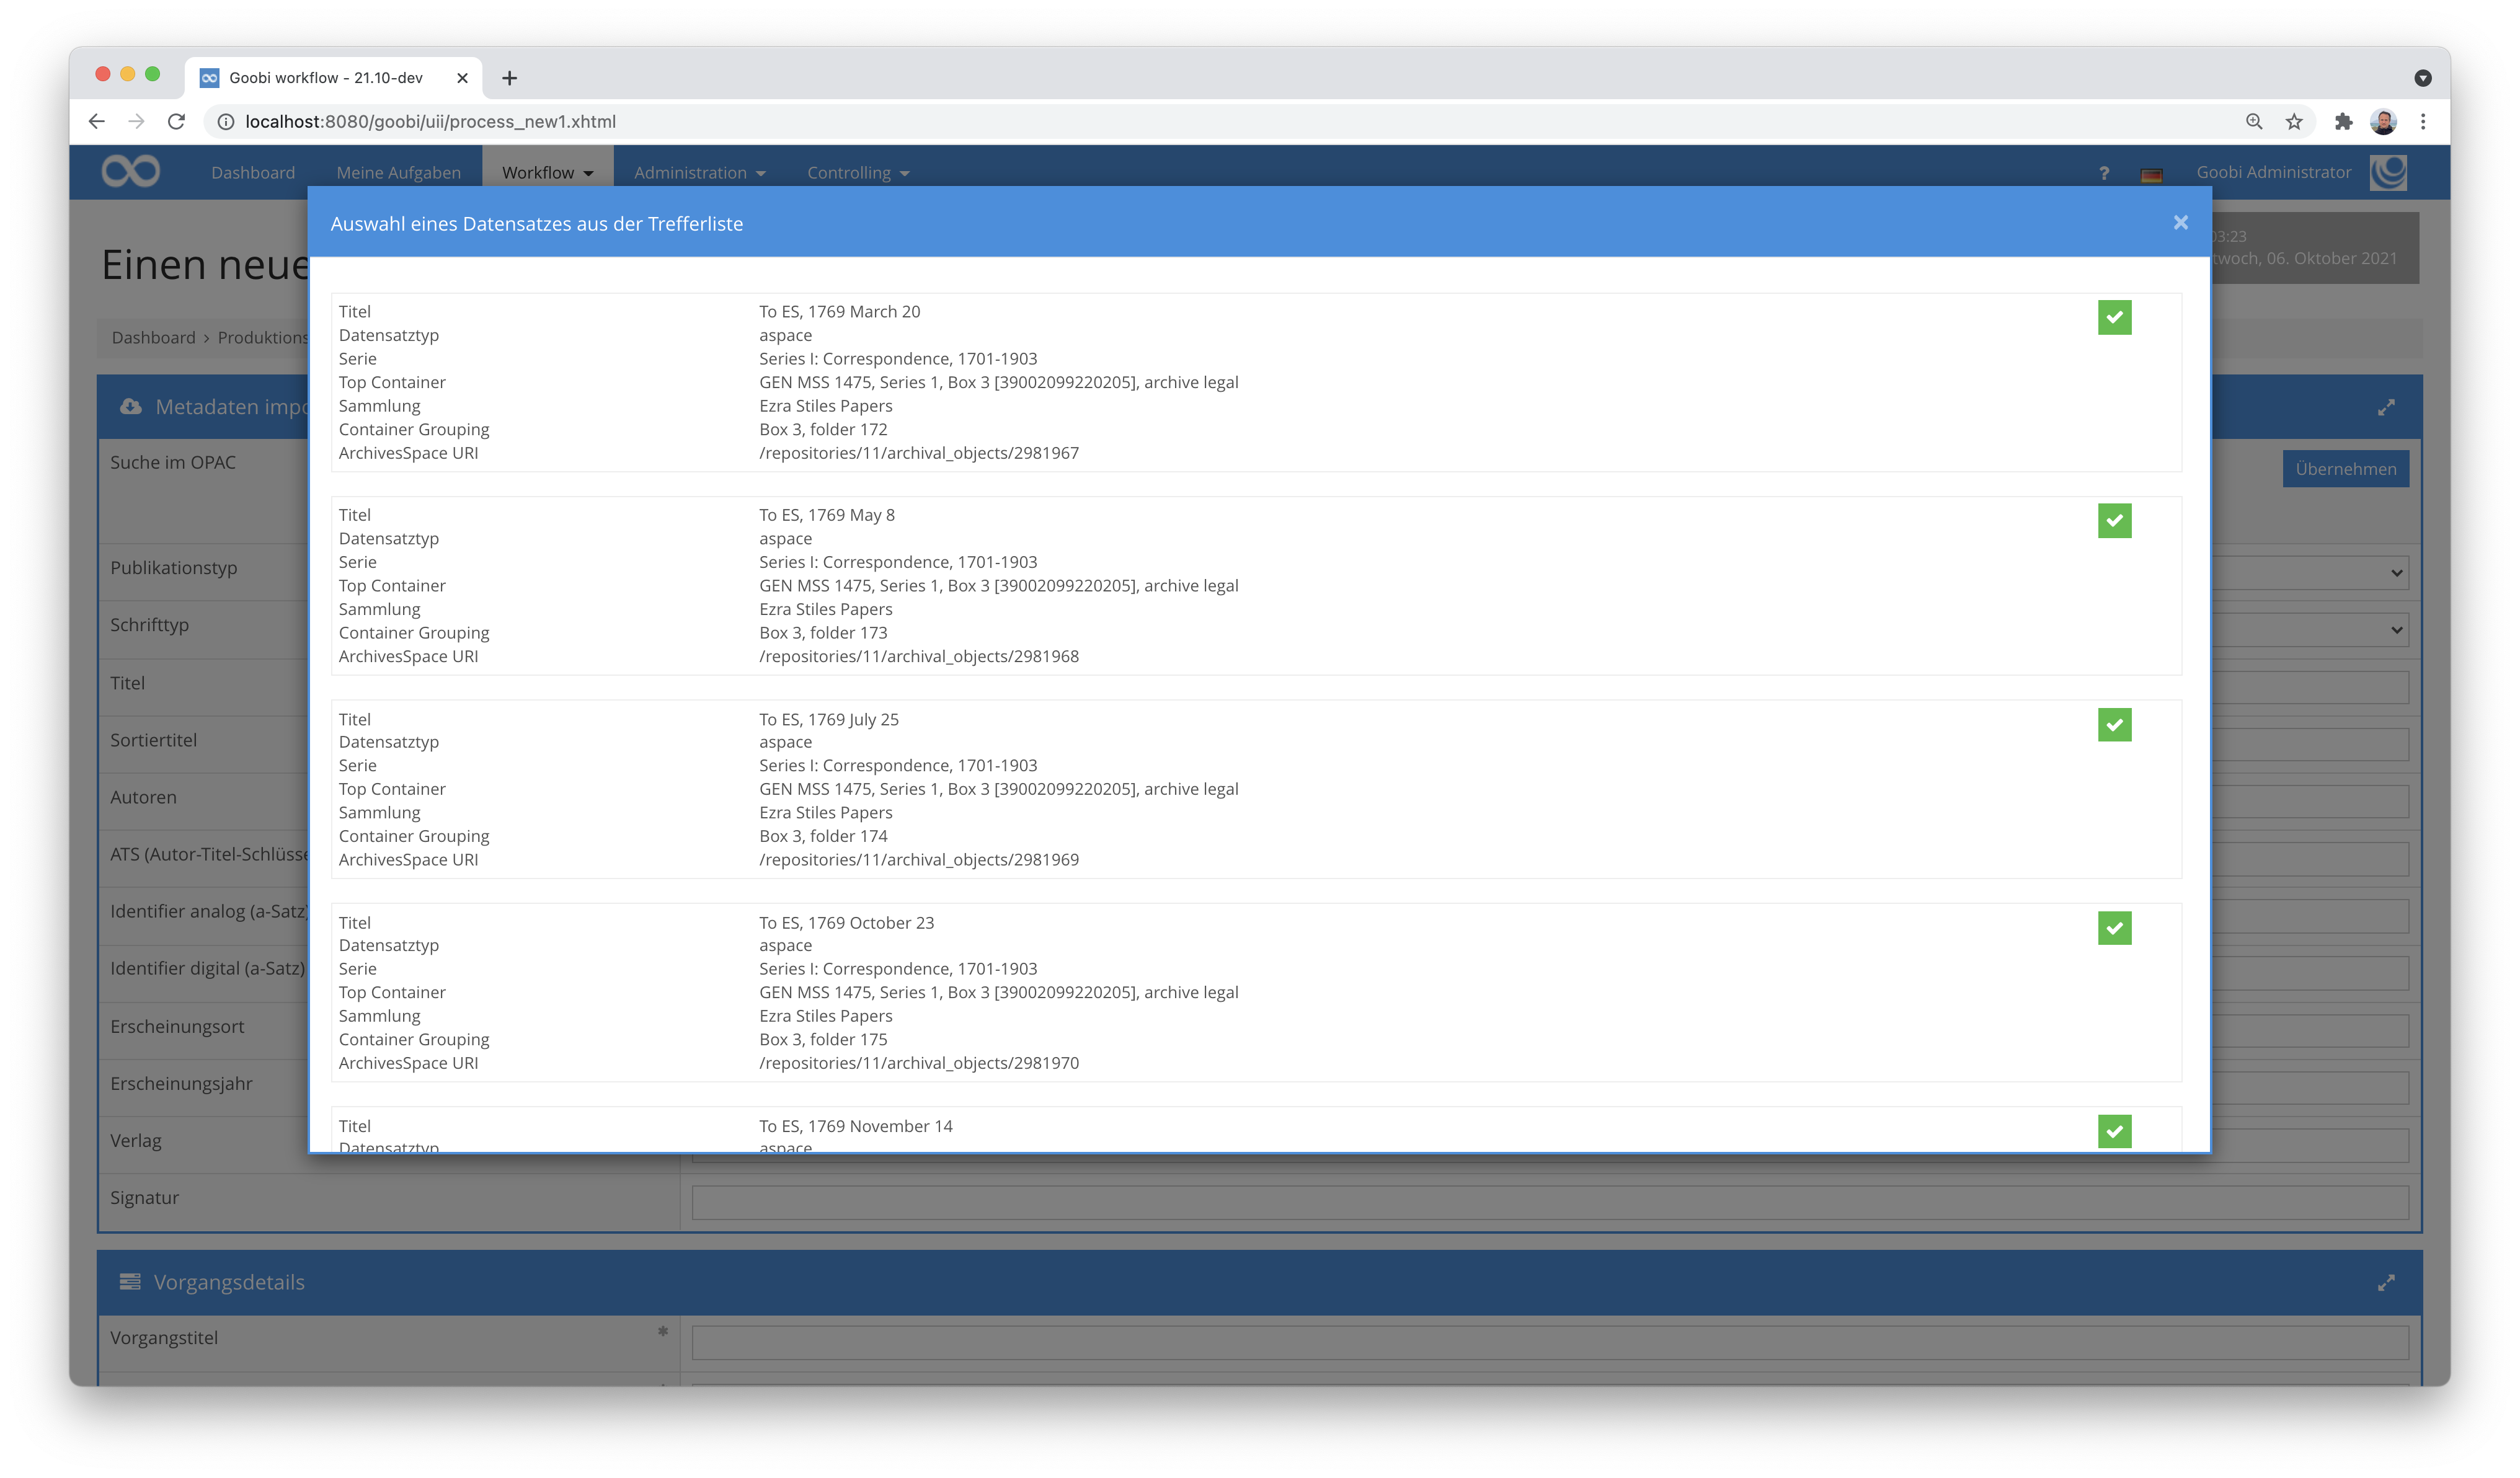 Goobi workflow - 21.10-dev
localhost:8080/goobi/uii/process_new1.xhtml
Dashboard Meine Aufgaben Workflow Administration Controlling ? Goobi Administrator
Auswahl eines Datensatzes aus der Trefferliste
03:23
Einen neue
twoch, 06. Oktober 2021
Dashboard › Produktions
Metadaten impo
Suche im OPAC
Übernehmen
Publikationstyp
Schrifttyp
Titel
Sortiertitel
Autoren
ATS (Autor-Titel-Schlüsse
Identifier analog (a-Satz)
Identifier digital (a-Satz)
Erscheinungsort
Erscheinungsjahr
Verlag
Signatur
Titel To ES, 1769 March 20
Datensatztyp aspace
Serie Series I: Correspondence, 1701-1903
Top Container GEN MSS 1475, Series 1, Box 3 [39002099220205], archive legal
Sammlung Ezra Stiles Papers
Container Grouping Box 3, folder 172
ArchivesSpace URI /repositories/11/archival_objects/2981967
Titel To ES, 1769 May 8
Datensatztyp aspace
Serie Series I: Correspondence, 1701-1903
Top Container GEN MSS 1475, Series 1, Box 3 [39002099220205], archive legal
Sammlung Ezra Stiles Papers
Container Grouping Box 3, folder 173
ArchivesSpace URI /repositories/11/archival_objects/2981968
Titel To ES, 1769 July 25
Datensatztyp aspace
Serie Series I: Correspondence, 1701-1903
Top Container GEN MSS 1475, Series 1, Box 3 [39002099220205], archive legal
Sammlung Ezra Stiles Papers
Container Grouping Box 3, folder 174
ArchivesSpace URI /repositories/11/archival_objects/2981969
Titel To ES, 1769 October 23
Datensatztyp aspace
Serie Series I: Correspondence, 1701-1903
Top Container GEN MSS 1475, Series 1, Box 3 [39002099220205], archive legal
Sammlung Ezra Stiles Papers
Container Grouping Box 3, folder 175
ArchivesSpace URI /repositories/11/archival_objects/2981970
Titel To ES, 1769 November 14
Datensatztyp aspace
Vorgangsdetails
Vorgangstitel *